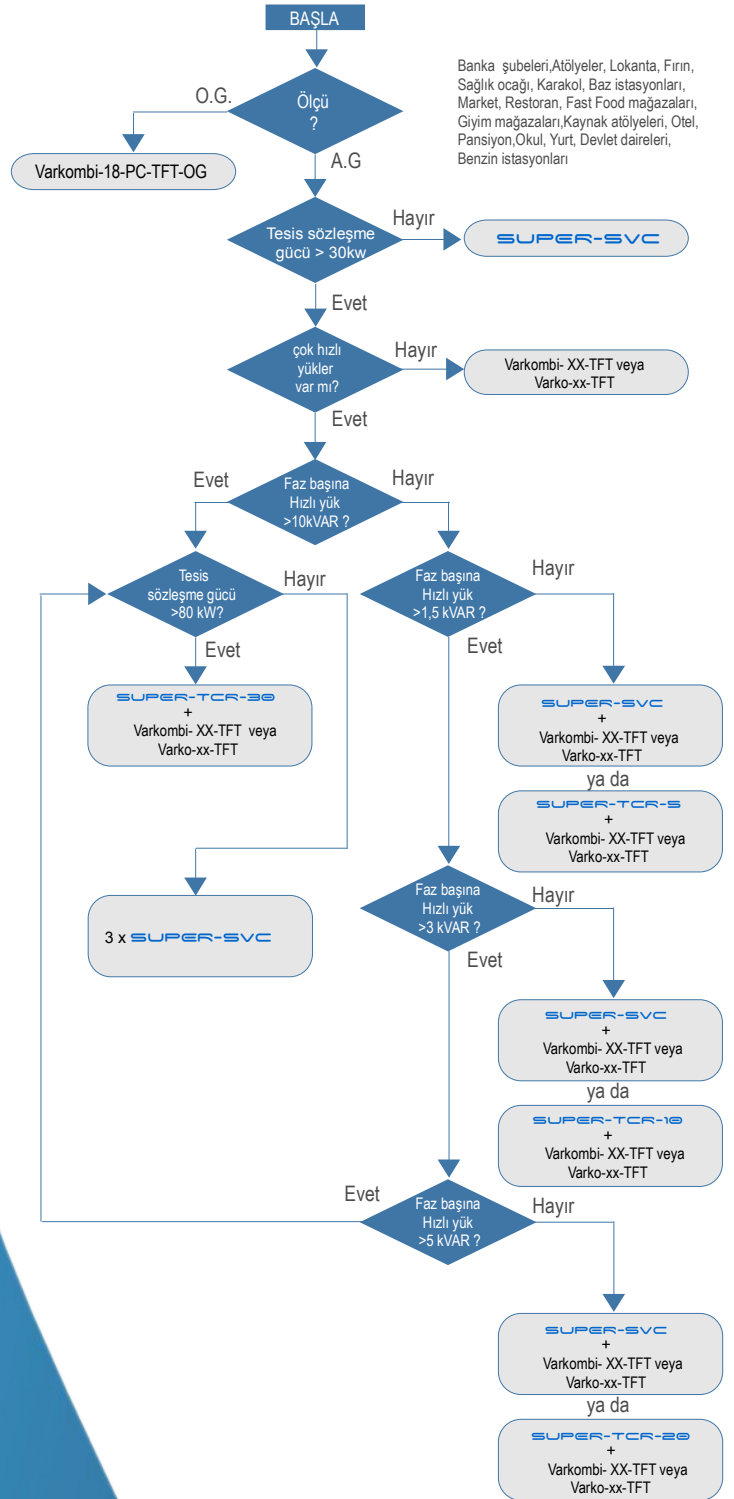 BAŞLA
Banka şubeleri,Atölyeler, Lokanta, Fırın,
Sağlık ocağı, Karakol, Baz istasyonları,
Market, Restoran, Fast Food mağazaları,
Giyim mağazaları,Kaynak atölyeleri, Otel,
Pansiyon,Okul, Yurt, Devlet daireleri,
Benzin istasyonları
O.G.
Ölçü
?
A.G
Varkombi-18-PC-TFT-OG
Tesis sözleşme
gücü > 30kw
Hayır
SUPER-SVC
Evet
çok hızlı
yükler
var mı?
Hayır
Varkombi- XX-TFT veya
Varko-xx-TFT
Evet
Evet
Faz başına
Hızlı yük
>10kVAR ?
Hayır
Tesis
sözleşme gücü
>80 kW?
Hayır
Evet
Faz başına
Hızlı yük
>1,5 kVAR ?
Hayır
Evet
SUPER-TCR-30
+
Varkombi- XX-TFT veya
Varko-xx-TFT
SUPER-SVC
+
Varkombi- XX-TFT veya
Varko-xx-TFT
ya da
SUPER-TCR-5
+
Varkombi- XX-TFT veya
Varko-xx-TFT
3 x SUPER-SVC
Faz başına
Hızlı yük
>3 kVAR ?
Hayır
Evet
SUPER-SVC
+
Varkombi- XX-TFT veya
Varko-xx-TFT
ya da
SUPER-TCR-10
+
Varkombi- XX-TFT veya
Varko-xx-TFT
Evet
Faz başına
Hızlı yük
>5 kVAR ?
Hayır
SUPER-SVC
+
Varkombi- XX-TFT veya
Varko-xx-TFT
ya da
SUPER-TCR-20
+
Varkombi- XX-TFT veya
Varko-xx-TFT